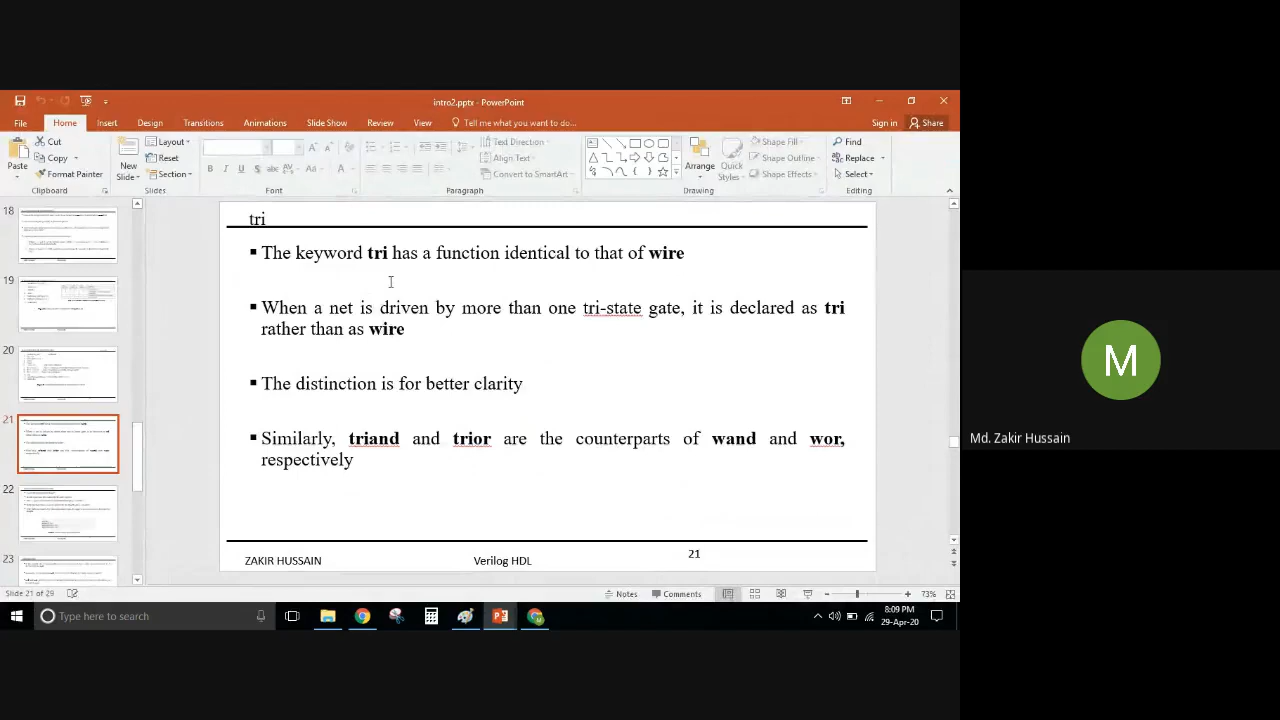 intro2.pptx - PowerPoint
File Home Insert Design Transitions Animations Slide Show Review View Tell me what you want to do... Sign in Share
Paste
Cut
Copy
Format Painter
Clipboard
New Slide
Layout
Reset
Section
Slides
B I U S abc AV Aa A
Font
Text Direction
Align Text
Convert to SmartArt
Paragraph
Arrange
Quick Styles
Shape Fill
Shape Outline
Shape Effects
Drawing
Find
Replace
Select
Editing
18
19
20
21
22
23
tri
▪ The keyword tri has a function identical to that of wire
▪ When a net is driven by more than one tri-state gate, it is declared as tri
rather than as wire
▪ The distinction is for better clarity
▪ Similarly, triand and trior are the counterparts of wand and wor,
respectively
ZAKIR HUSSAIN Verilog HDL 21
Slide 21 of 29 Notes Comments 73%
Type here to search
8:09 PM
29-Apr-20
M
Md. Zakir Hussain